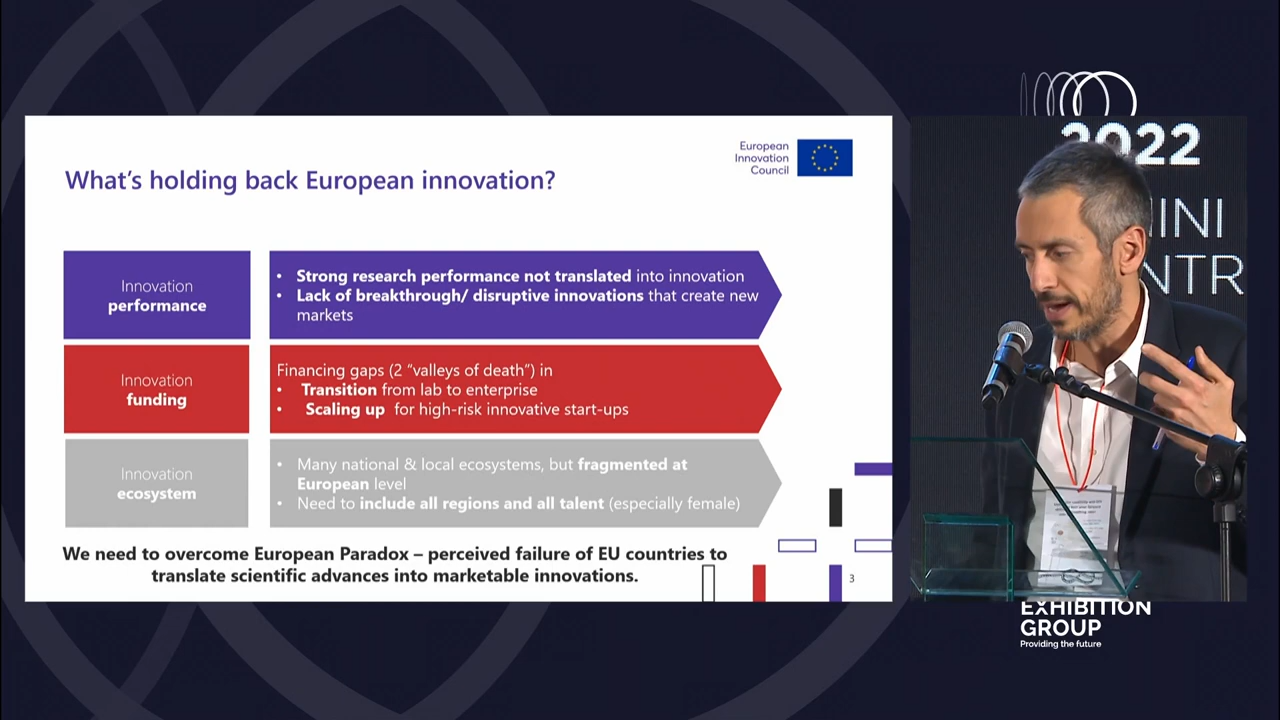 European
Innovation
Council
What's holding back European innovation?
Innovation
performance
• Strong research performance not translated into innovation
• Lack of breakthrough/ disruptive innovations that create new
markets
Innovation
funding
Financing gaps (2 "valleys of death") in
• Transition from lab to enterprise
• Scaling up for high-risk innovative start-ups
Innovation
ecosystem
• Many national & local ecosystems, but fragmented at
European level
• Need to include all regions and all talent (especially female)
We need to overcome European Paradox – perceived failure of EU countries to
translate scientific advances into marketable innovations.
3
2022
INI
NTR
EXHIBITION
GROUP
Providing the future